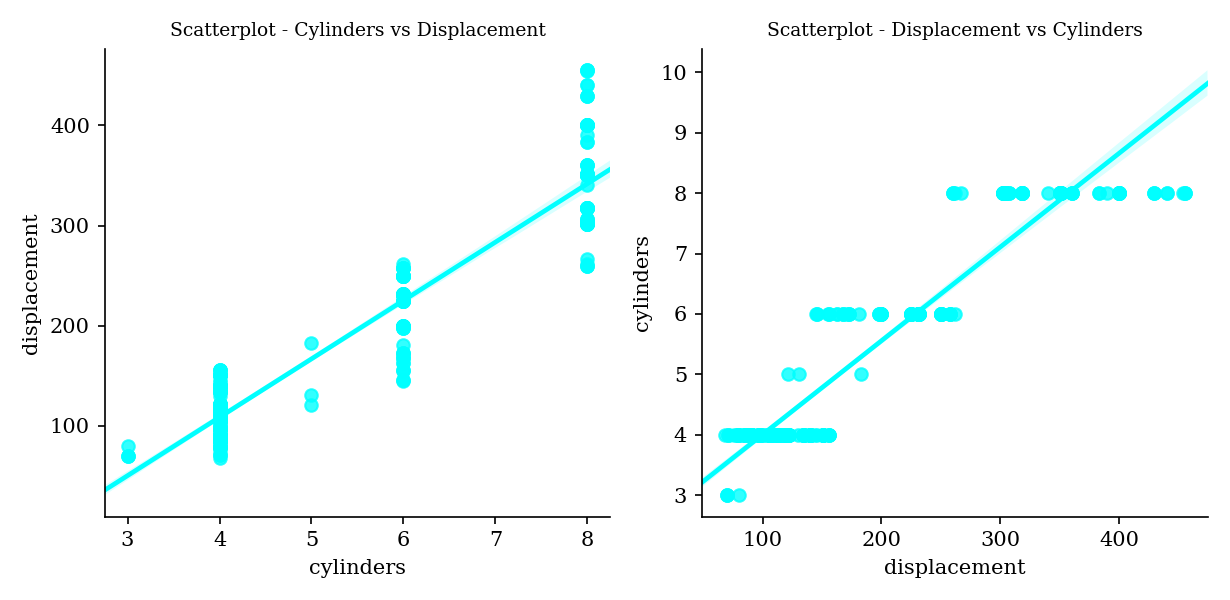 Scatterplot - Cylinders vs Displacement
400
300
200
100
displacement
3 4 5 6 7 8
cylinders
Scatterplot - Displacement vs Cylinders
10
9
8
7
6
5
4
3
cylinders
100 200 300 400
displacement